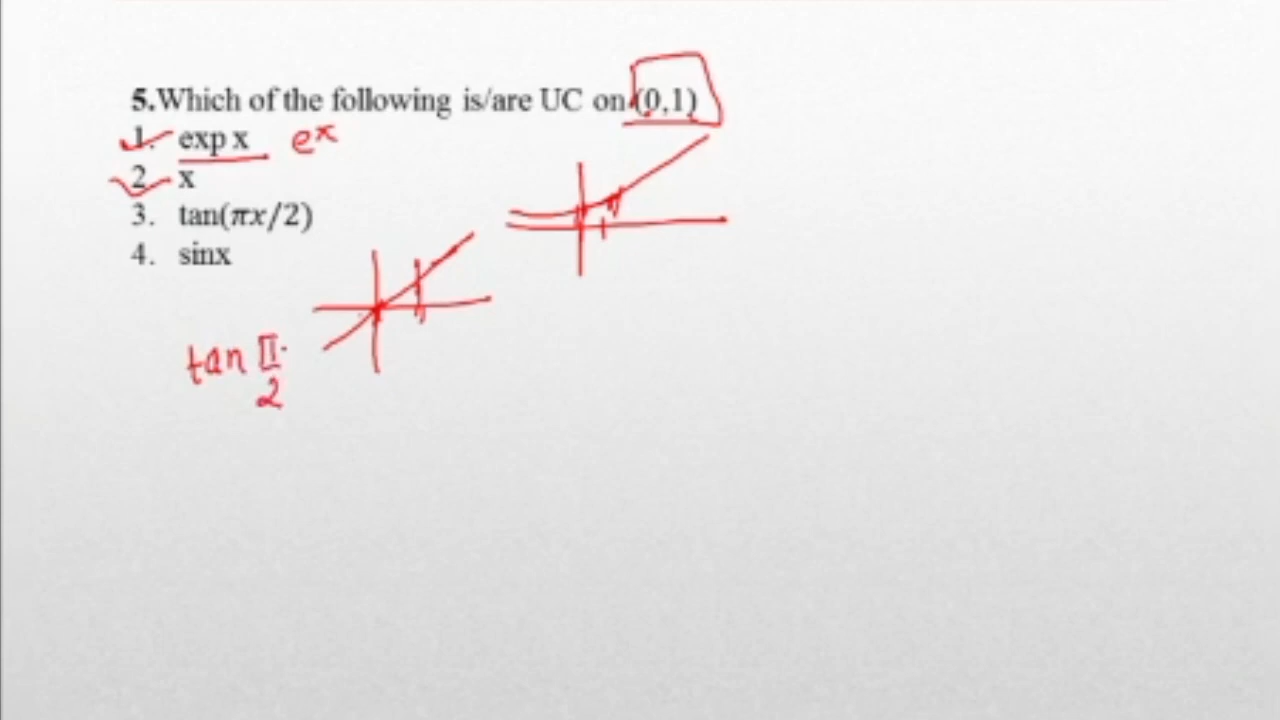 5.Which of the following is/are UC on (0,1)
1. exp x eˣ
2. x
3. tan(πx/2)
4. sinx
tan π/2